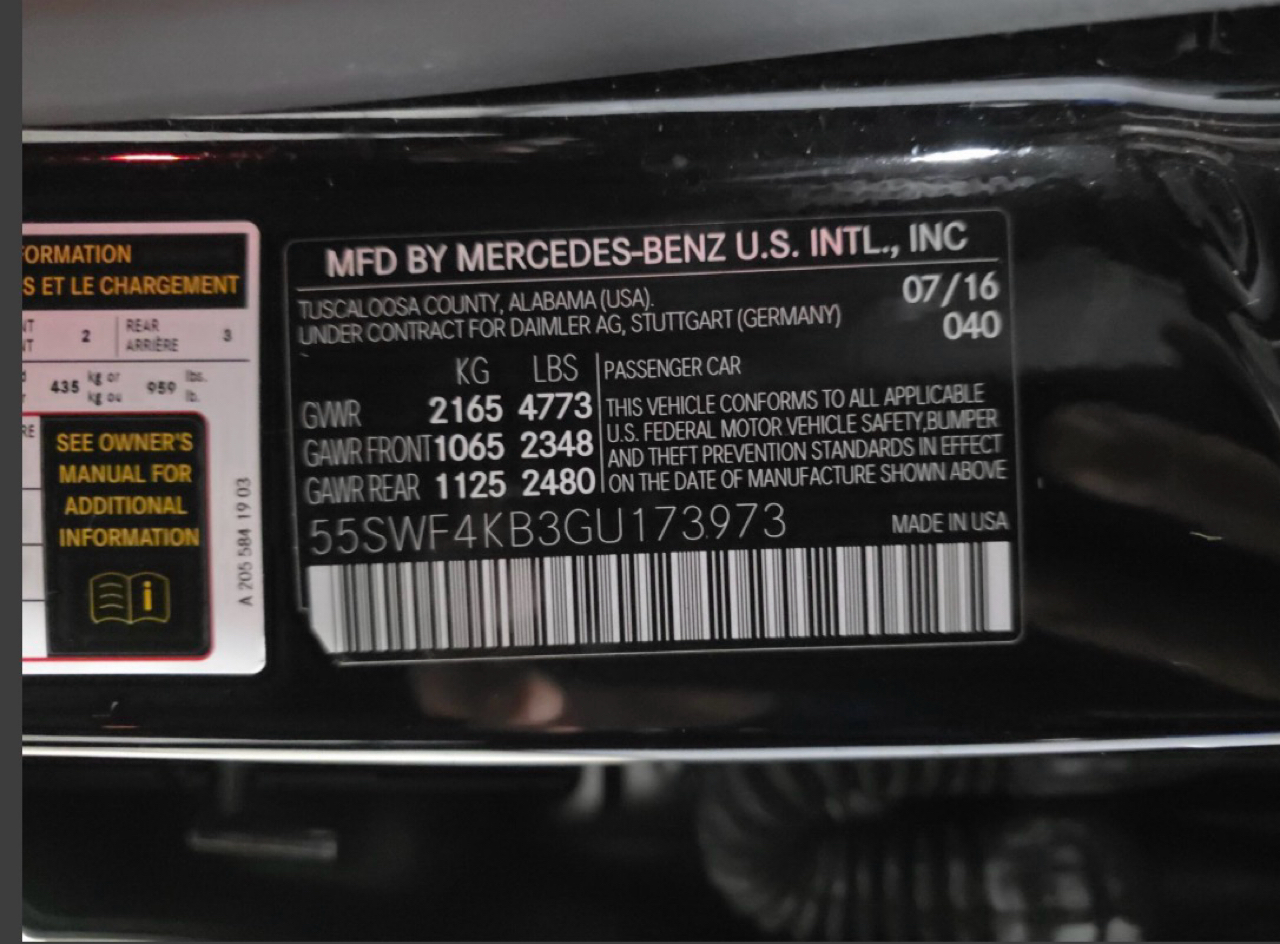 FORMATION
S ET LE CHARGEMENT
2 REAR ARRIÈRE 3
435 kg or kg ou 959 lbs. lb.
SEE OWNER'S
MANUAL FOR
ADDITIONAL
INFORMATION
i
A 205 584 19 03
MFD BY MERCEDES-BENZ U.S. INTL., INC
TUSCALOOSA COUNTY, ALABAMA (USA). 07/16
UNDER CONTRACT FOR DAIMLER AG, STUTTGART (GERMANY) 040
KG LBS
GVWR 2165 4773
GAWR FRONT 1065 2348
GAWR REAR 1125 2480
PASSENGER CAR
THIS VEHICLE CONFORMS TO ALL APPLICABLE
U.S. FEDERAL MOTOR VEHICLE SAFETY,BUMPER
AND THEFT PREVENTION STANDARDS IN EFFECT
ON THE DATE OF MANUFACTURE SHOWN ABOVE
55SWF4KB3GU173973 MADE IN USA